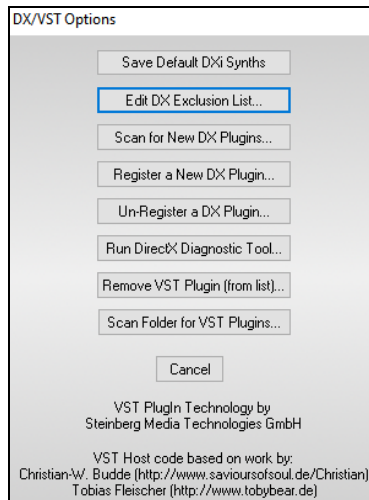 DX/VST Options
Save Default DXi Synths
Edit DX Exclusion List...
Scan for New DX Plugins...
Register a New DX Plugin...
Un-Register a DX Plugin...
Run DirectX Diagnostic Tool...
Remove VST Plugin (from list)...
Scan Folder for VST Plugins...
Cancel
VST PlugIn Technology by
Steinberg Media Technologies GmbH
VST Host code based on work by:
Christian-W. Budde (http://www.savioursofsoul.de/Christian)
Tobias Fleischer (http://www.tobybear.de)